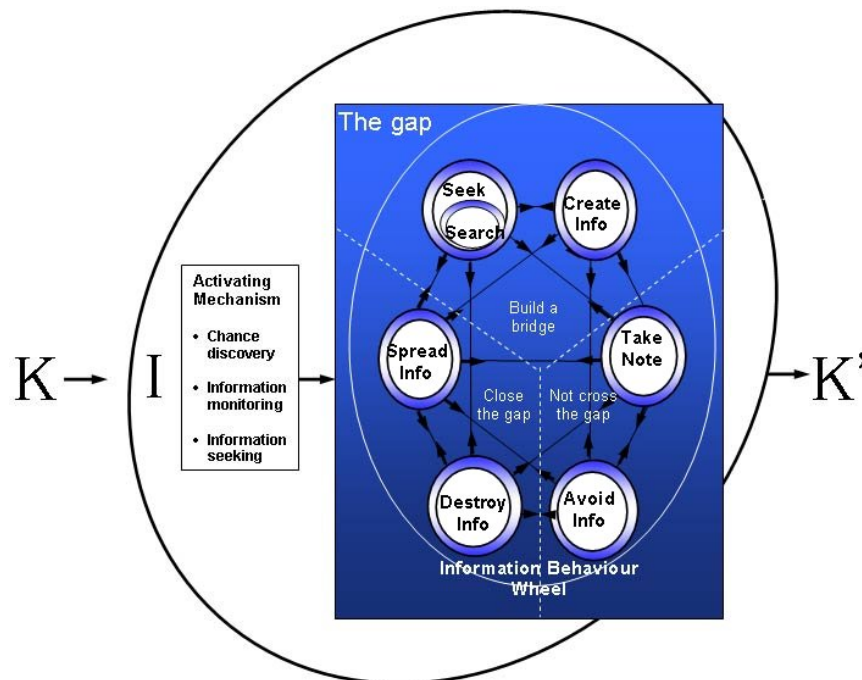 The gap
Seek
Search
Create
Info
Activating
Mechanism
• Chance
discovery
• Information
monitoring
• Information
seeking
Build a
bridge
K
I
Spread
Info
Take
Note
K’
Close
the gap
Not cross
the gap
Destroy
Info
Avoid
Info
Information Behaviour
Wheel